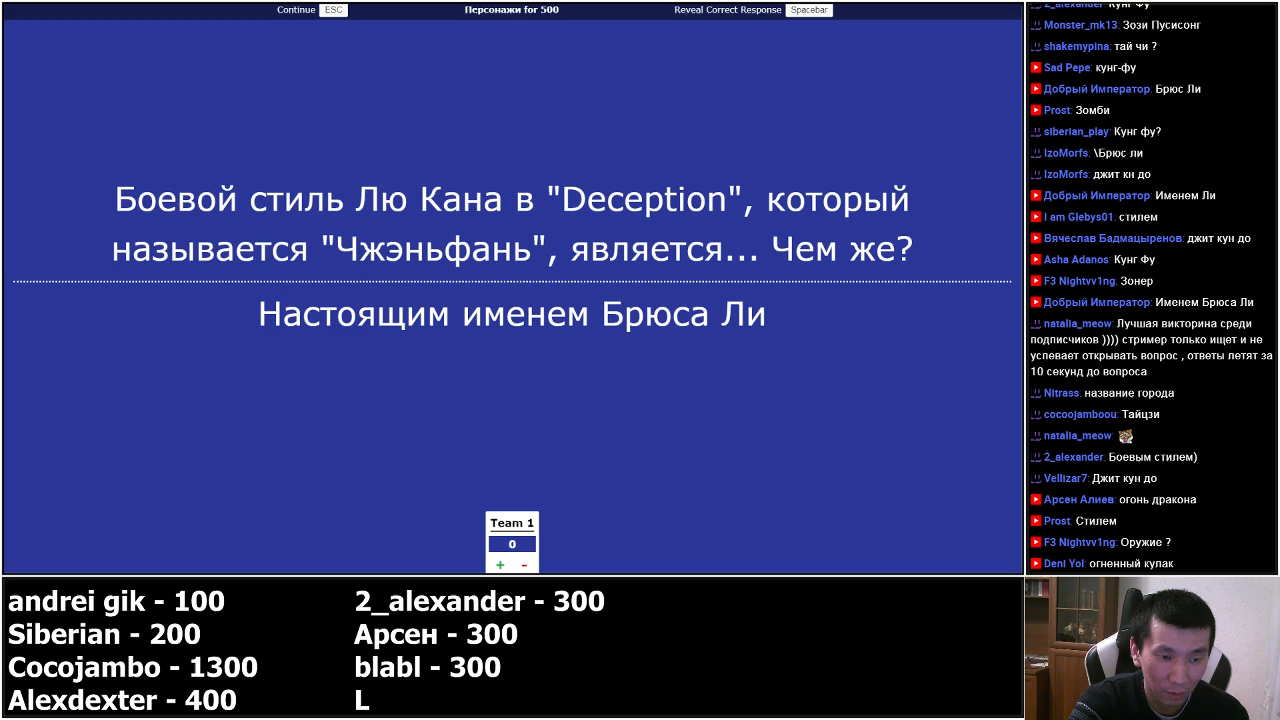 Continue ESC Персонажи for 500 Reveal Correct Response Spacebar
Боевой стиль Лю Кана в "Deception", который
называется "Чжэньфань", является... Чем же?
Настоящим именем Брюса Ли
Team 1
0
+ -
andrei gik - 100 2_alexander - 300
Siberian - 200 Арсен - 300
Cocojambo - 1300 blabl - 300
Alexdexter - 400 L
2_alexander: Кунг Фу
Monster_mk13: Зози Пусисонг
shakemypina: тай чи ?
Sad Pepe: кунг-фу
Добрый Император: Брюс Ли
Prost: Зомби
siberian_play: Кунг фу?
IzoMorfs: \Брюс ли
IzoMorfs: джит кн до
Добрый Император: Именем Ли
I am Glebys01: стилем
Вячеслав Бадмацыренов: джит кун до
Asha Adanos: Кунг Фу
F3 Nightvv1ng: Зонер
Добрый Император: Именем Брюса Ли
natalia_meow: Лучшая викторина среди
подписчиков )))) стример только ищет и не
успевает открывать вопрос , ответы летят за
10 секунд до вопроса
Nitrass: название города
cocoojamboou: Тайцзи
natalia_meow:
2_alexander: Боевым стилем)
Vellizar7: Джит кун до
Арсен Алиев: огонь дракона
Prost: Стилем
F3 Nightvv1ng: Оружие ?
Deni Yol: огненный кулак